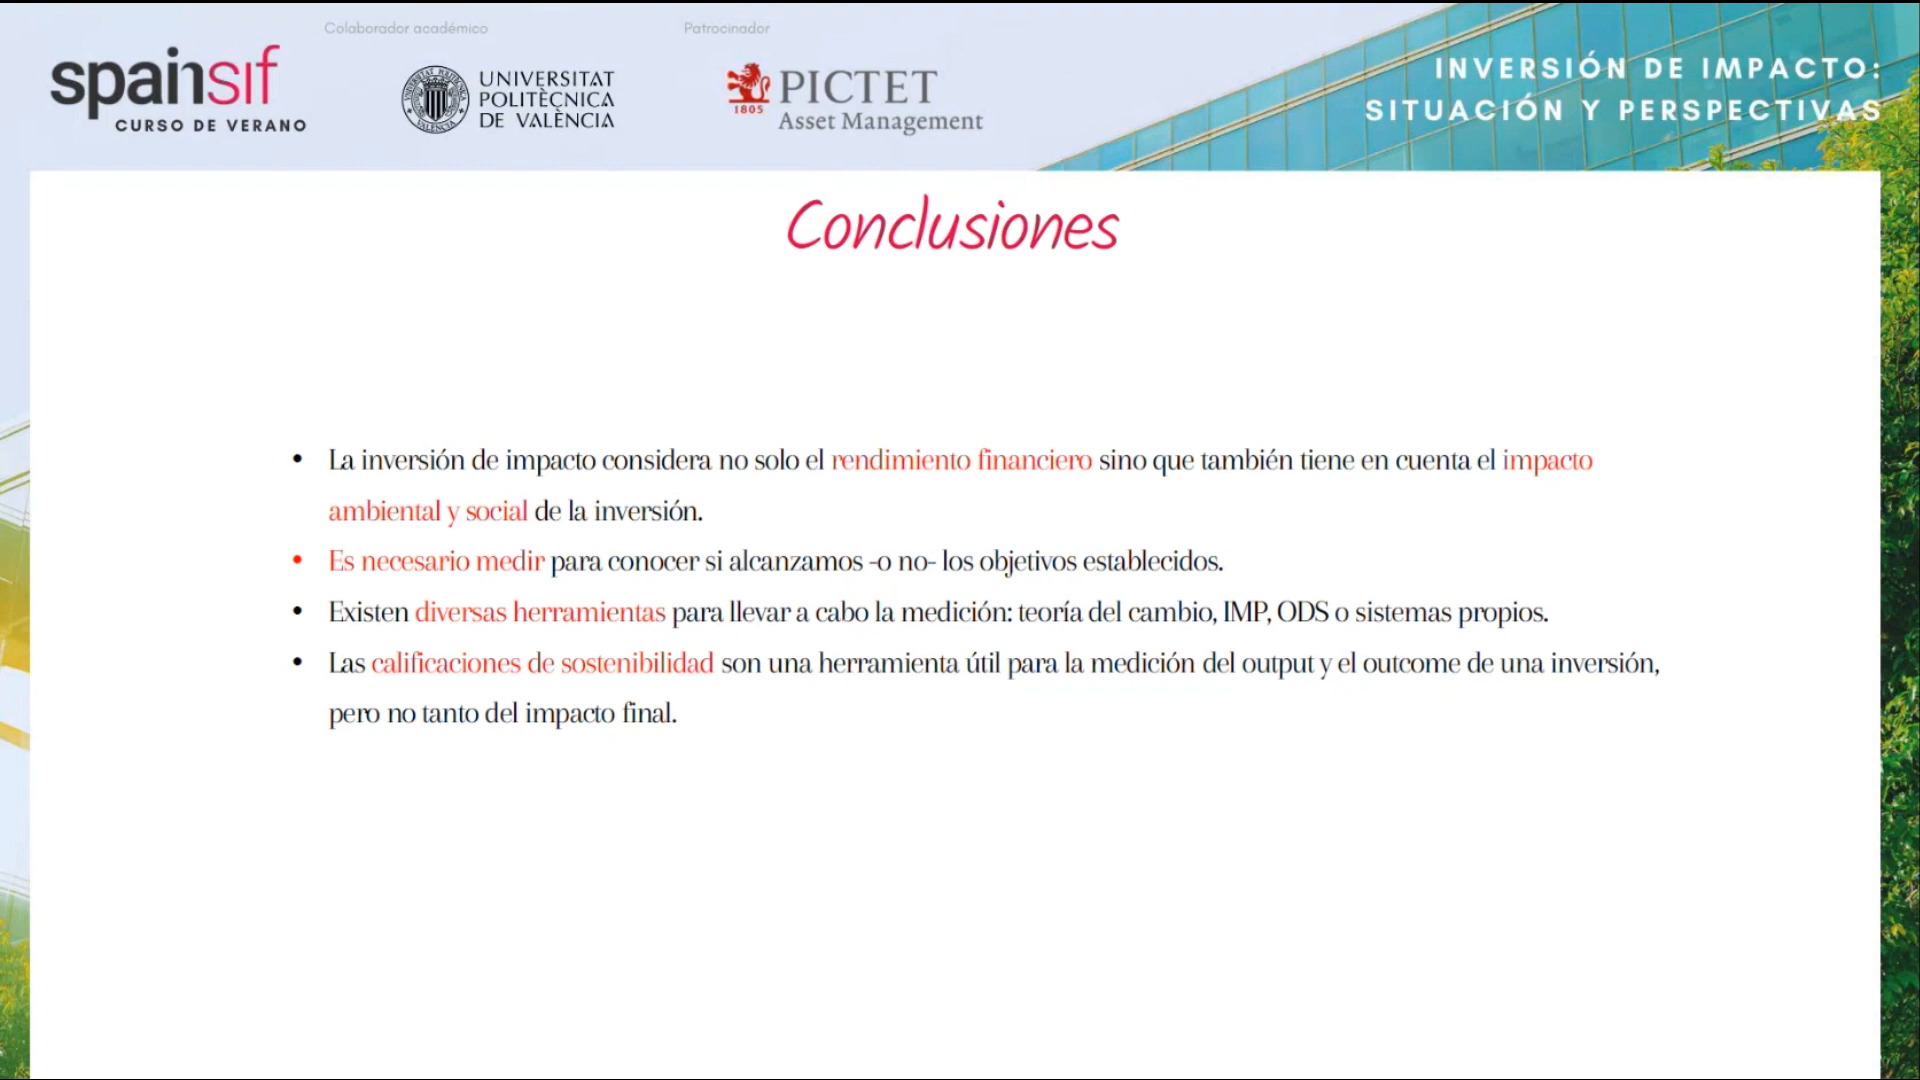 Colaborador académico
Patrocinador
spainsif
CURSO DE VERANO
UNIVERSITAT
POLITÈCNICA
DE VALÈNCIA
1805
PICTET
Asset Management
INVERSIÓN DE IMPACTO:
SITUACIÓN Y PERSPECTIVAS
Conclusiones
• La inversión de impacto considera no solo el rendimiento financiero sino que también tiene en cuenta el impacto
ambiental y social de la inversión.
• Es necesario medir para conocer si alcanzamos -o no- los objetivos establecidos.
• Existen diversas herramientas para llevar a cabo la medición: teoría del cambio, IMP, ODS o sistemas propios.
• Las calificaciones de sostenibilidad son una herramienta útil para la medición del output y el outcome de una inversión,
pero no tanto del impacto final.